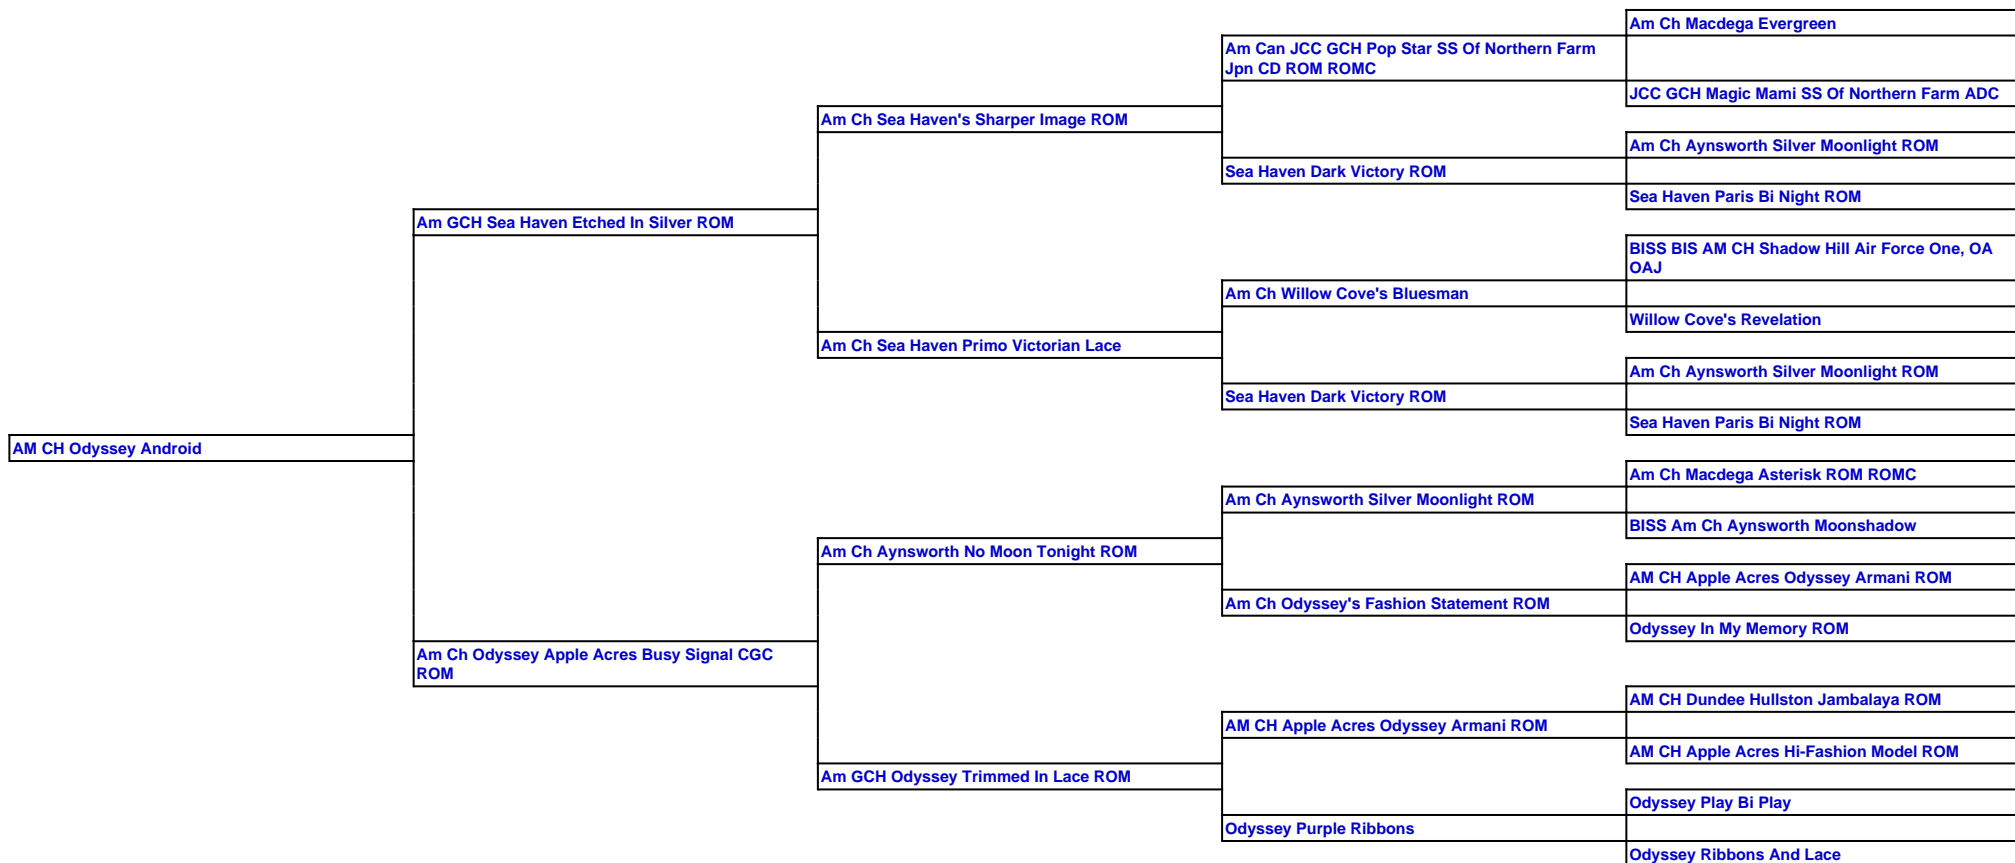 Am Ch Macdega Evergreen
Am Can JCC GCH Pop Star SS Of Northern Farm
Jpn CD ROM ROMC
JCC GCH Magic Mami SS Of Northern Farm ADC
Am Ch Sea Haven's Sharper Image ROM
Am Ch Aynsworth Silver Moonlight ROM
Sea Haven Dark Victory ROM
Sea Haven Paris Bi Night ROM
Am GCH Sea Haven Etched In Silver ROM
BISS BIS AM CH Shadow Hill Air Force One, OA
OAJ
Am Ch Willow Cove's Bluesman
Willow Cove's Revelation
Am Ch Sea Haven Primo Victorian Lace
Am Ch Aynsworth Silver Moonlight ROM
Sea Haven Dark Victory ROM
Sea Haven Paris Bi Night ROM
AM CH Odyssey Android
Am Ch Macdega Asterisk ROM ROMC
Am Ch Aynsworth Silver Moonlight ROM
BISS Am Ch Aynsworth Moonshadow
Am Ch Aynsworth No Moon Tonight ROM
AM CH Apple Acres Odyssey Armani ROM
Am Ch Odyssey's Fashion Statement ROM
Odyssey In My Memory ROM
Am Ch Odyssey Apple Acres Busy Signal CGC
ROM
AM CH Dundee Hullston Jambalaya ROM
AM CH Apple Acres Odyssey Armani ROM
AM CH Apple Acres Hi-Fashion Model ROM
Am GCH Odyssey Trimmed In Lace ROM
Odyssey Play Bi Play
Odyssey Purple Ribbons
Odyssey Ribbons And Lace